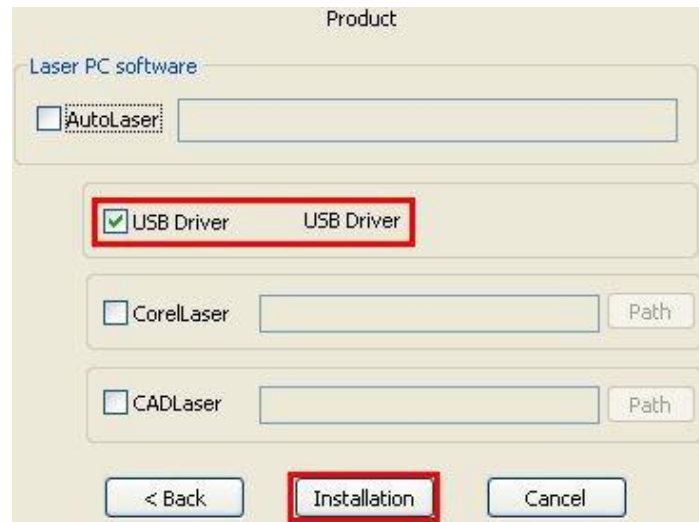 Product
Laser PC software
AutoLaser
USB Driver USB Driver
CorelLaser Path
CADLaser Path
< Back Installation Cancel